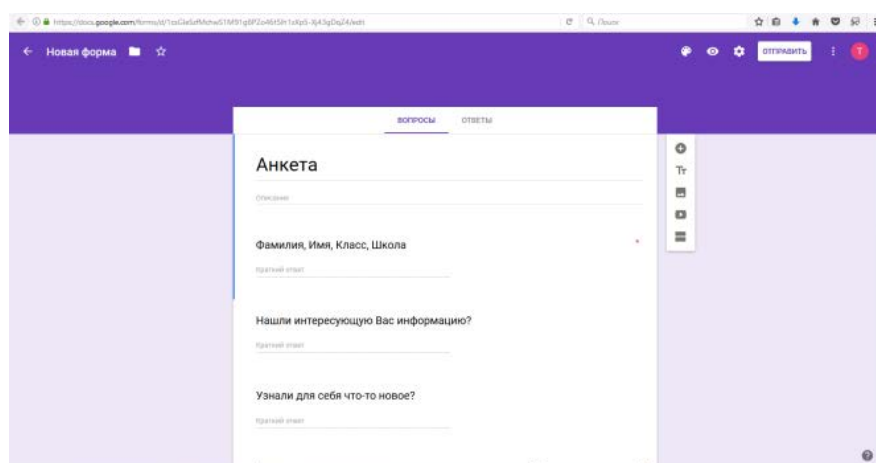 Новая форма
ОТПРАВИТЬ
Т
ВОПРОСЫ ОТВЕТЫ
Анкета
Описание
Фамилия, Имя, Класс, Школа *
Краткий ответ
Нашли интересующую Вас информацию?
Краткий ответ
Узнали для себя что-то новое?
Краткий ответ